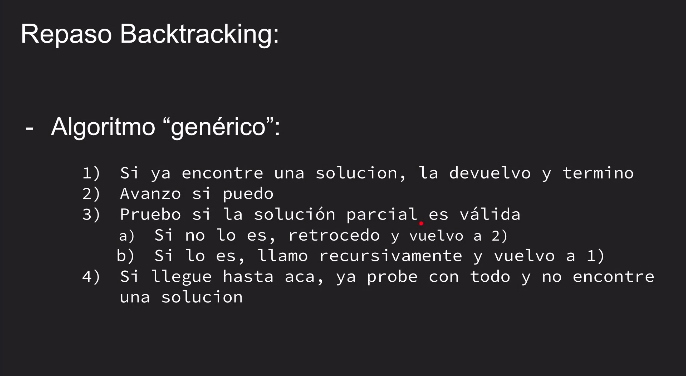 Repaso Backtracking:
- Algoritmo “genérico”:
1) Si ya encontre una solucion, la devuelvo y termino
2) Avanzo si puedo
3) Pruebo si la solución parcial es válida
a) Si no lo es, retrocedo y vuelvo a 2)
b) Si lo es, llamo recursivamente y vuelvo a 1)
4) Si llegue hasta aca, ya probe con todo y no encontre
una solucion